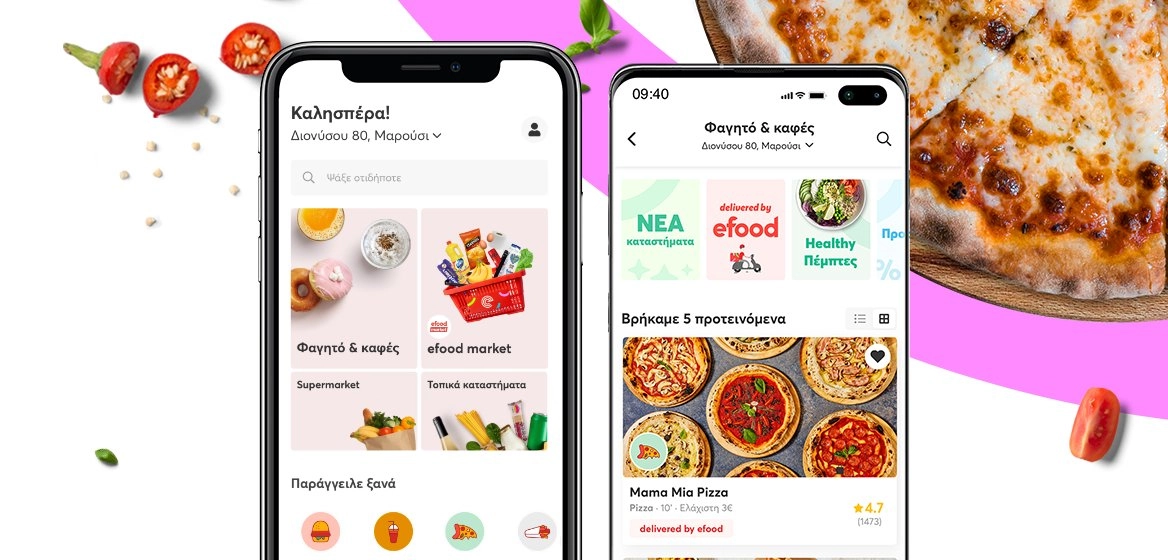 Καλησπέρα!
Διονύσου 80, Μαρούσι
Ψάξε οτιδήποτε
Φαγητό & καφές
efood
market
efood market
Supermarket
Τοπικά καταστήματα
Παράγγειλε ξανά
09:40
Φαγητό & καφές
Διονύσου 80, Μαρούσι
ΝΕΑ
καταστήματα
delivered by
efood
Healthy
Πέμπτες
Προ
%
Βρήκαμε 5 προτεινόμενα
Mama Mia Pizza
Pizza · 10' · Ελάχιστη 3€
4.7
(1473)
delivered by efood